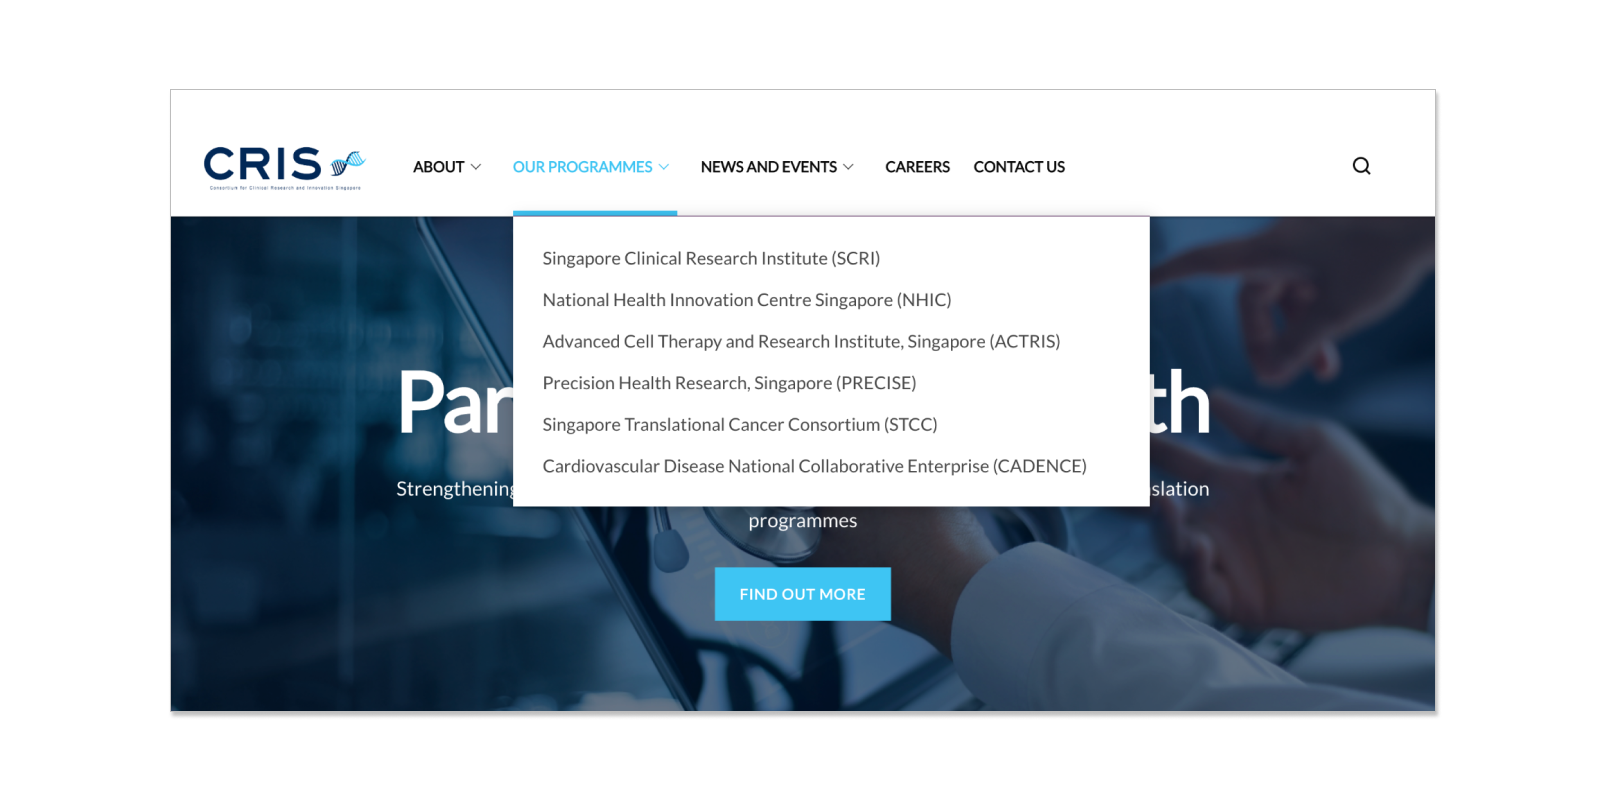 CRIS
Consortium for Clinical Research and Innovation Singapore
ABOUT OUR PROGRAMMES NEWS AND EVENTS CAREERS CONTACT US
Singapore Clinical Research Institute (SCRI)
National Health Innovation Centre Singapore (NHIC)
Advanced Cell Therapy and Research Institute, Singapore (ACTRIS)
Precision Health Research, Singapore (PRECISE)
Singapore Translational Cancer Consortium (STCC)
Cardiovascular Disease National Collaborative Enterprise (CADENCE)
Par th
Strengthening slation
programmes
FIND OUT MORE